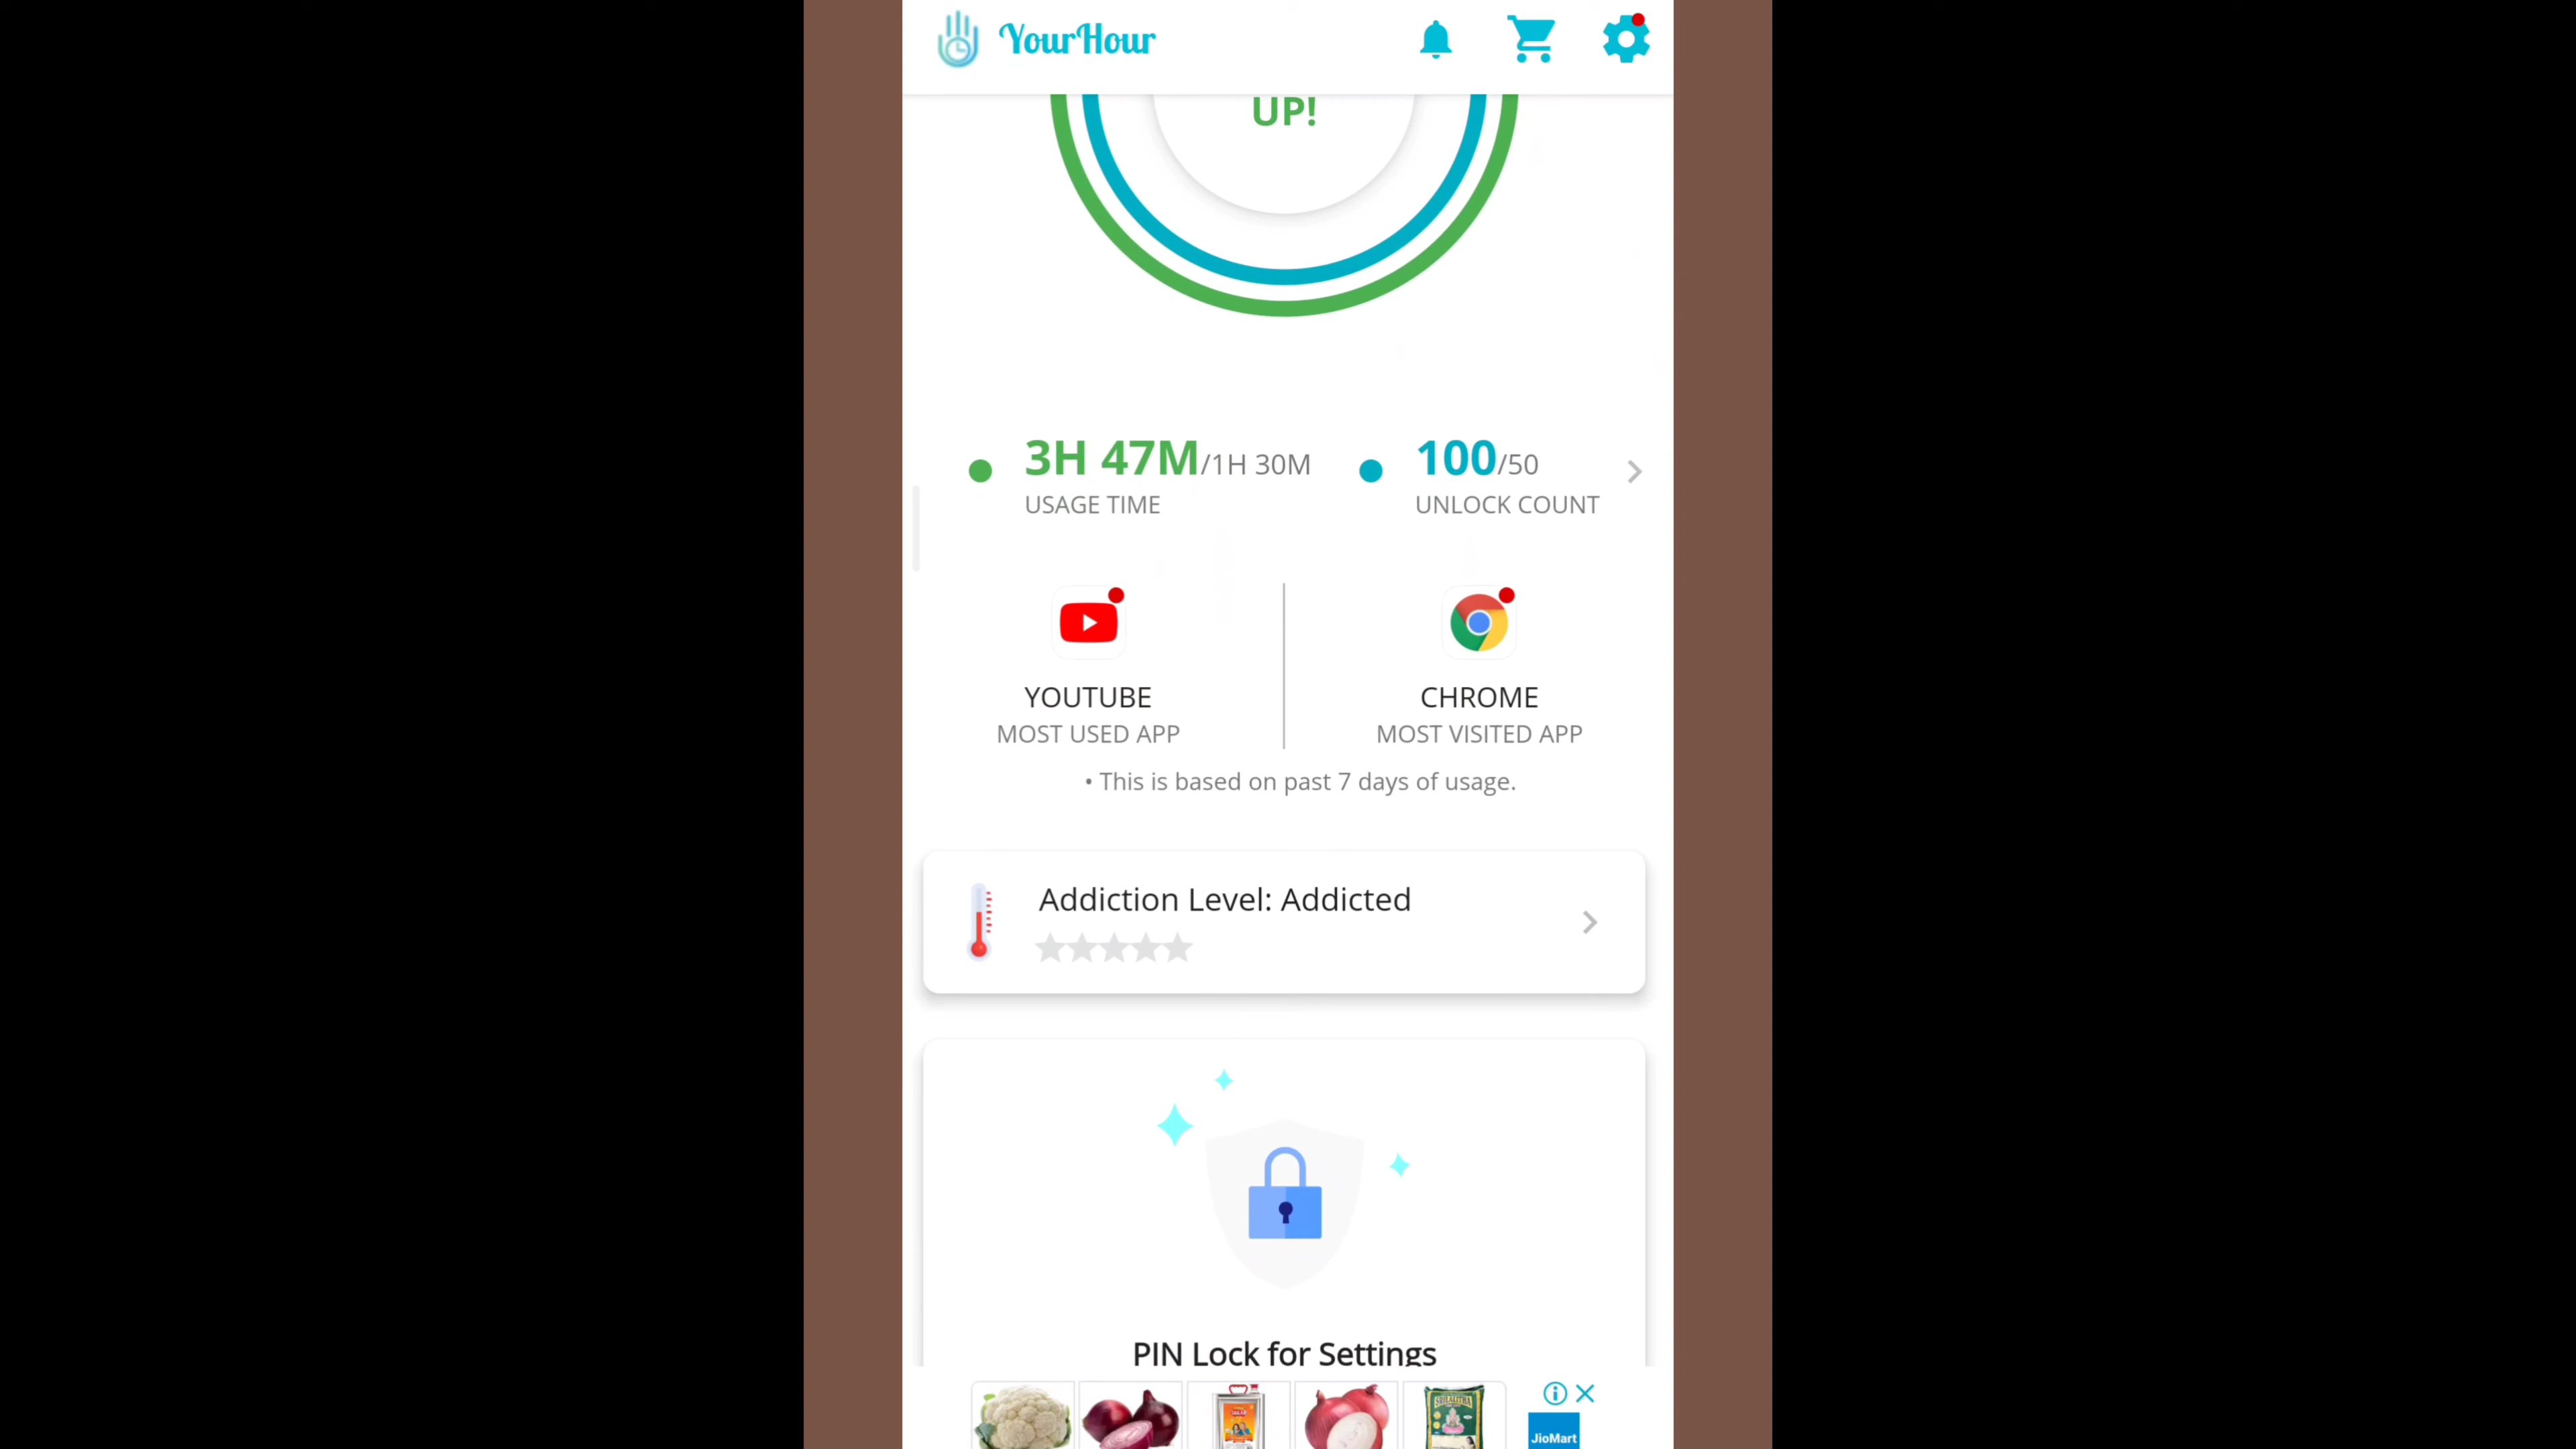 YourHour
UP!
3H 47M/1H 30M
USAGE TIME
100/50
UNLOCK COUNT
YOUTUBE
MOST USED APP
CHROME
MOST VISITED APP
• This is based on past 7 days of usage.
Addiction Level: Addicted
PIN Lock for Settings
JioMart